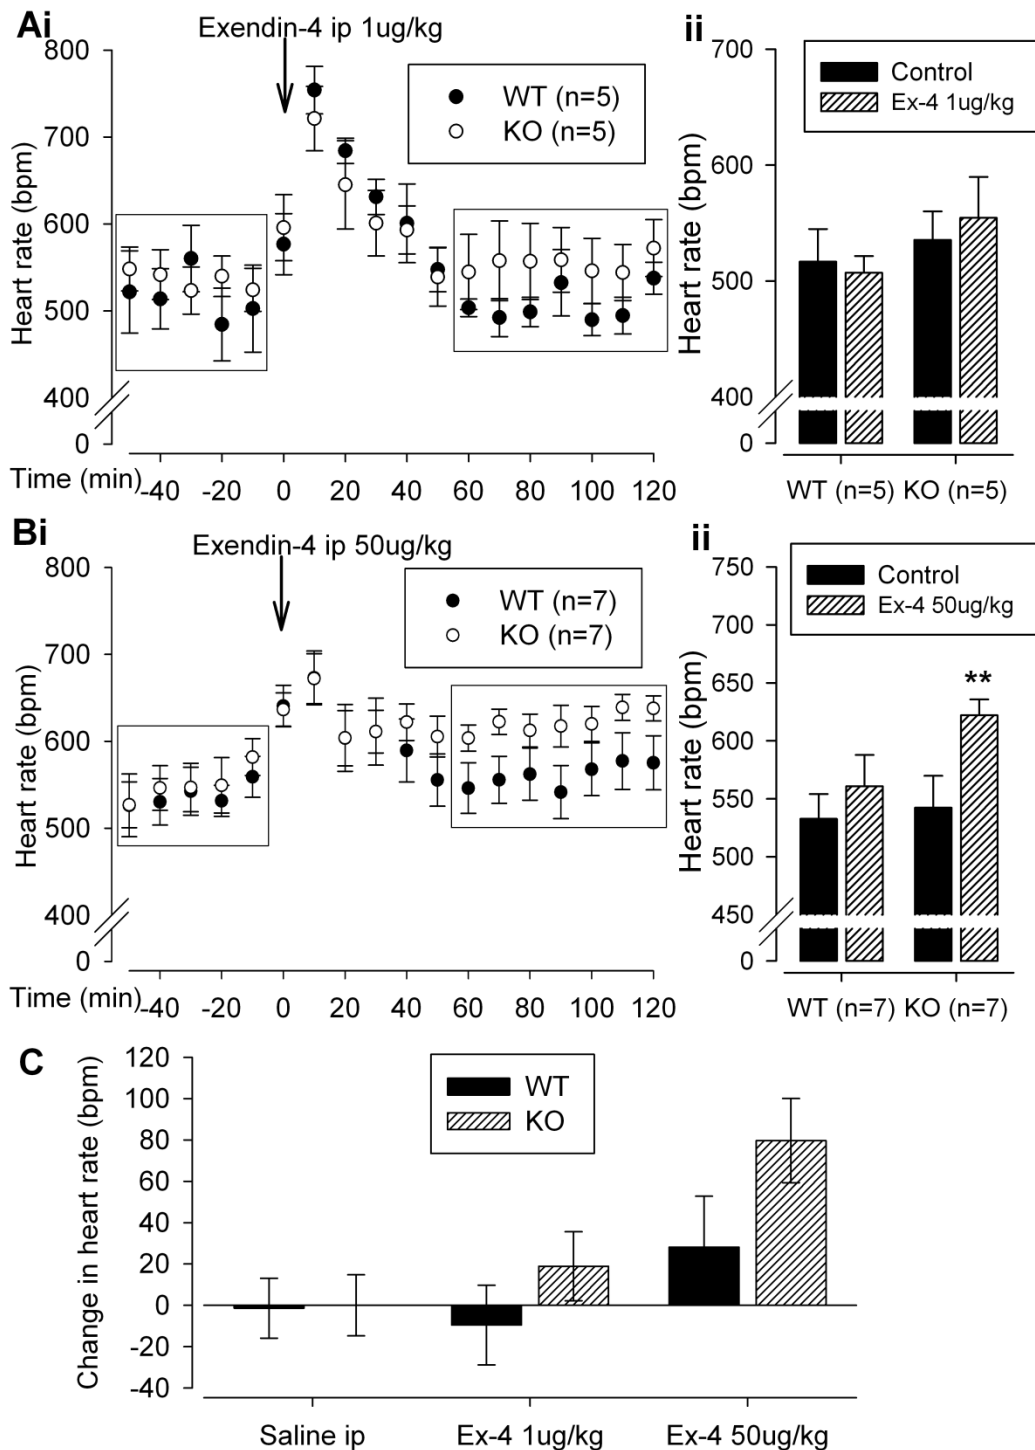 Ai
Exendin-4 ip 1ug/kg
800
700
600
500
400
0
Heart rate (bpm)
WT (n=5)
KO (n=5)
Time (min)
-40 -20 0 20 40 60 80 100 120
ii
700
600
500
400
0
Heart rate (bpm)
Control
Ex-4 1ug/kg
WT (n=5) KO (n=5)
Bi
Exendin-4 ip 50ug/kg
800
700
600
500
400
0
Heart rate (bpm)
WT (n=7)
KO (n=7)
Time (min)
-40 -20 0 20 40 60 80 100 120
ii
750
700
650
600
550
500
450
0
Heart rate (bpm)
Control
Ex-4 50ug/kg
**
WT (n=7) KO (n=7)
C
120
100
80
60
40
20
0
-20
-40
Change in heart rate (bpm)
WT
KO
Saline ip Ex-4 1ug/kg Ex-4 50ug/kg